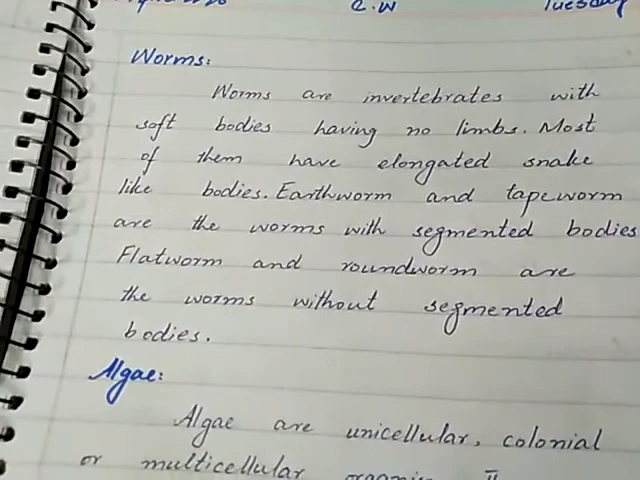 C.W Tuesday
Worms:
Worms are invertebrates with
soft bodies having no limbs. Most
of them have elongated snake
like bodies. Earthworm and tapeworm
are the worms with segmented bodies
Flatworm and roundworm are
the worms without segmented
bodies.
Algae:
Algae are unicellular, colonial
or multicellular